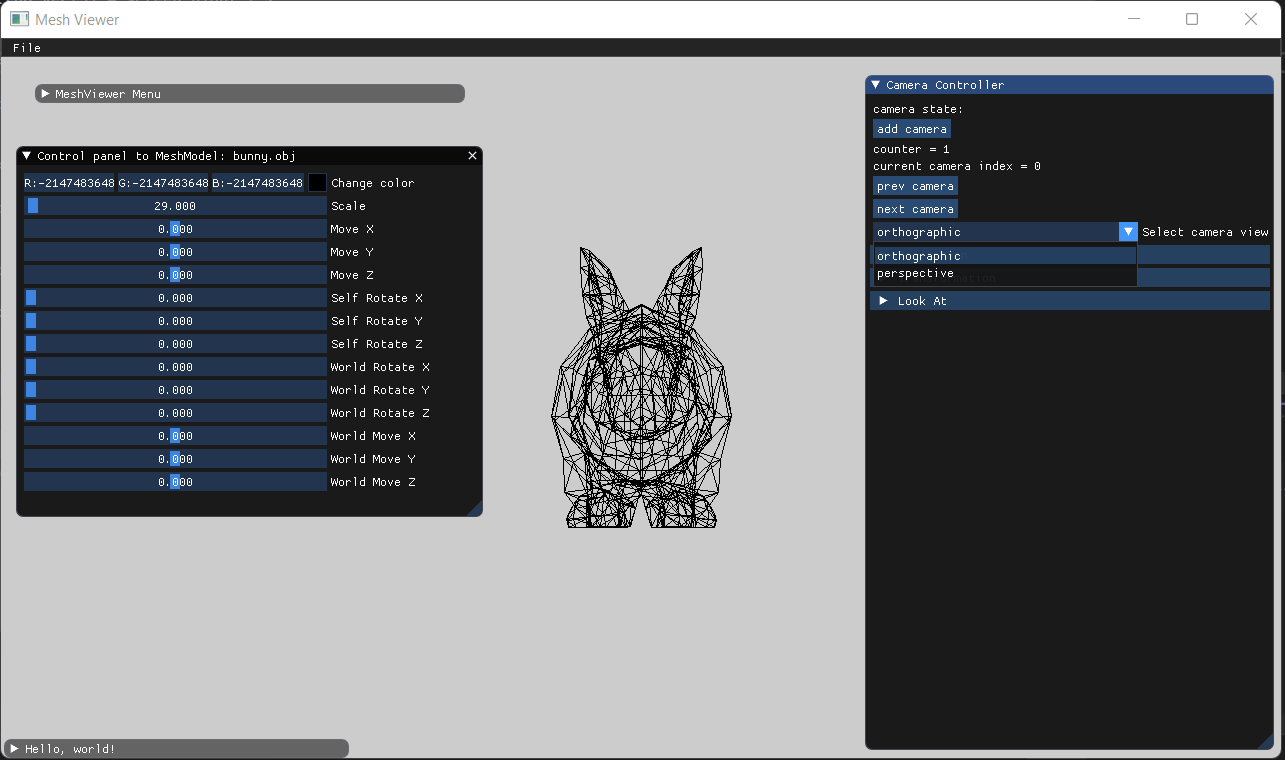 Mesh Viewer
File
MeshViewer Menu
Control panel to MeshModel: bunny.obj
R:-2147483648 G:-2147483648 B:-2147483648 Change color
29.000 Scale
0.000 Move X
0.000 Move Y
0.000 Move Z
0.000 Self Rotate X
0.000 Self Rotate Y
0.000 Self Rotate Z
0.000 World Rotate X
0.000 World Rotate Y
0.000 World Rotate Z
0.000 World Move X
0.000 World Move Y
0.000 World Move Z
Camera Controller
camera state:
add camera
counter = 1
current camera index = 0
prev camera
next camera
orthographic Select camera view
orthographic
perspective
Look At
Hello, world!